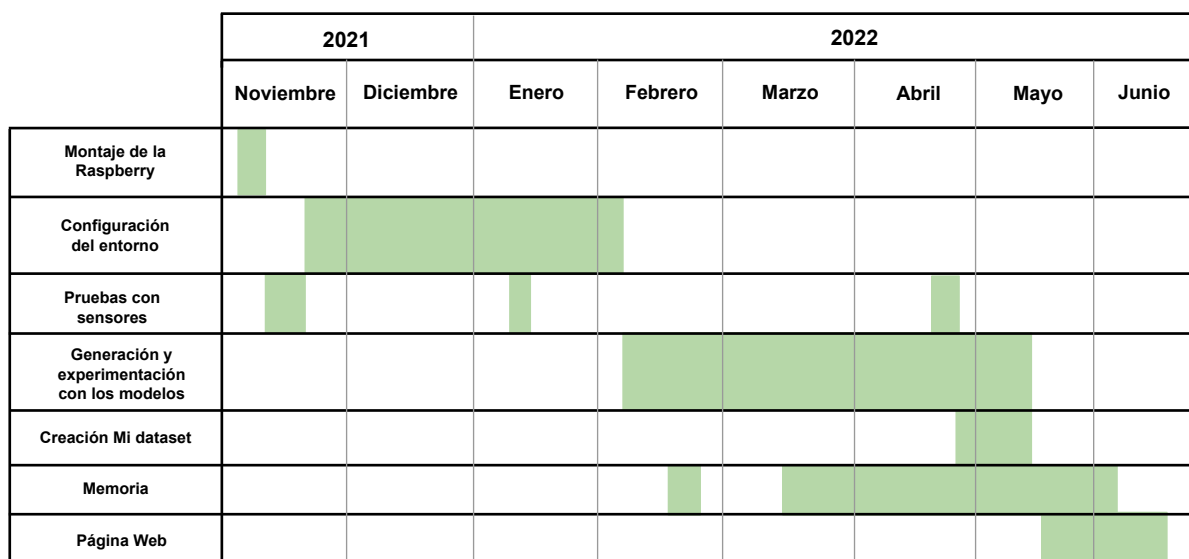 2021 2022
Noviembre Diciembre Enero Febrero Marzo Abril Mayo Junio
Montaje de la
Raspberry
Configuración
del entorno
Pruebas con
sensores
Generación y
experimentación
con los modelos
Creación Mi dataset
Memoria
Página Web